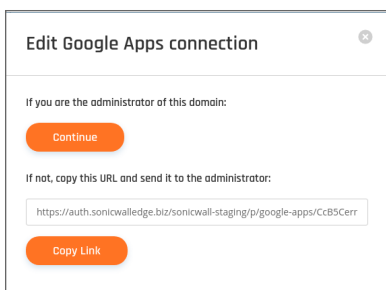 Edit Google Apps connection
If you are the administrator of this domain:
Continue
If not, copy this URL and send it to the administrator:
https://auth.sonicwalledge.biz/sonicwall-staging/p/google-apps/CcB5Cerr
Copy Link